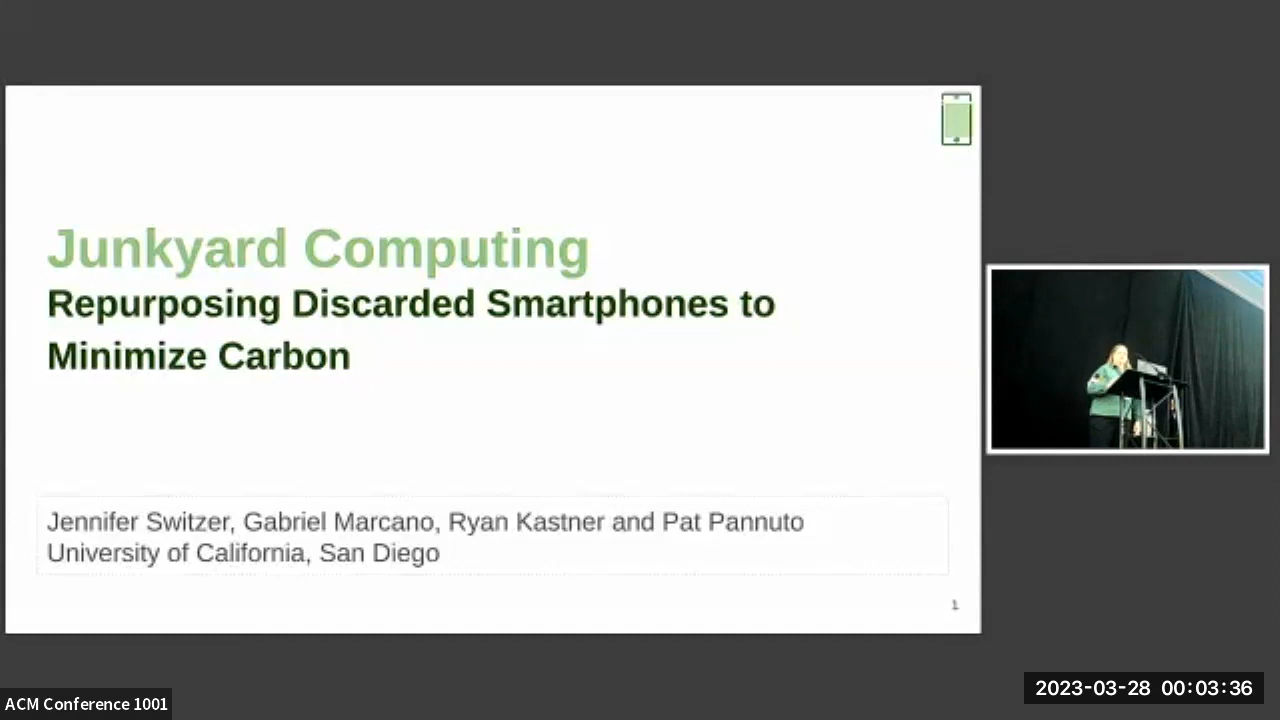 Junkyard Computing
Repurposing Discarded Smartphones to
Minimize Carbon
Jennifer Switzer, Gabriel Marcano, Ryan Kastner and Pat Pannuto
University of California, San Diego
1
ACM Conference 1001
2023-03-28 00:03:36